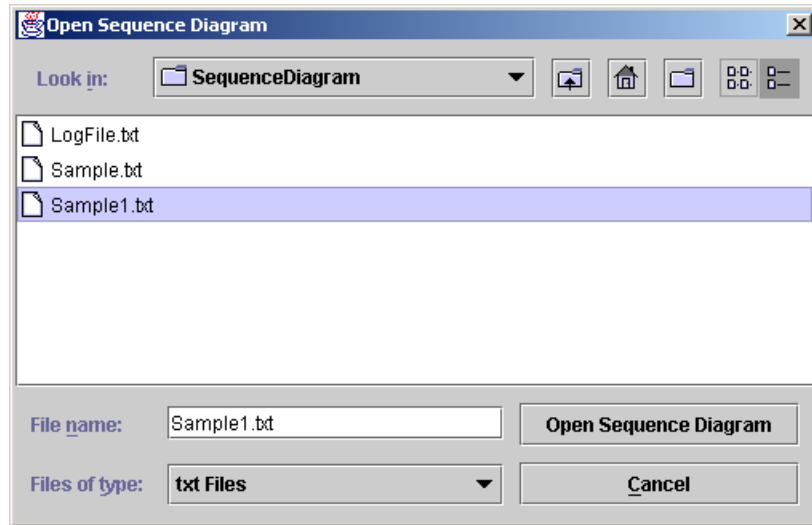 Open Sequence Diagram
Look in: SequenceDiagram
LogFile.txt
Sample.txt
Sample1.txt
File name: Sample1.txt Open Sequence Diagram
Files of type: txt Files Cancel